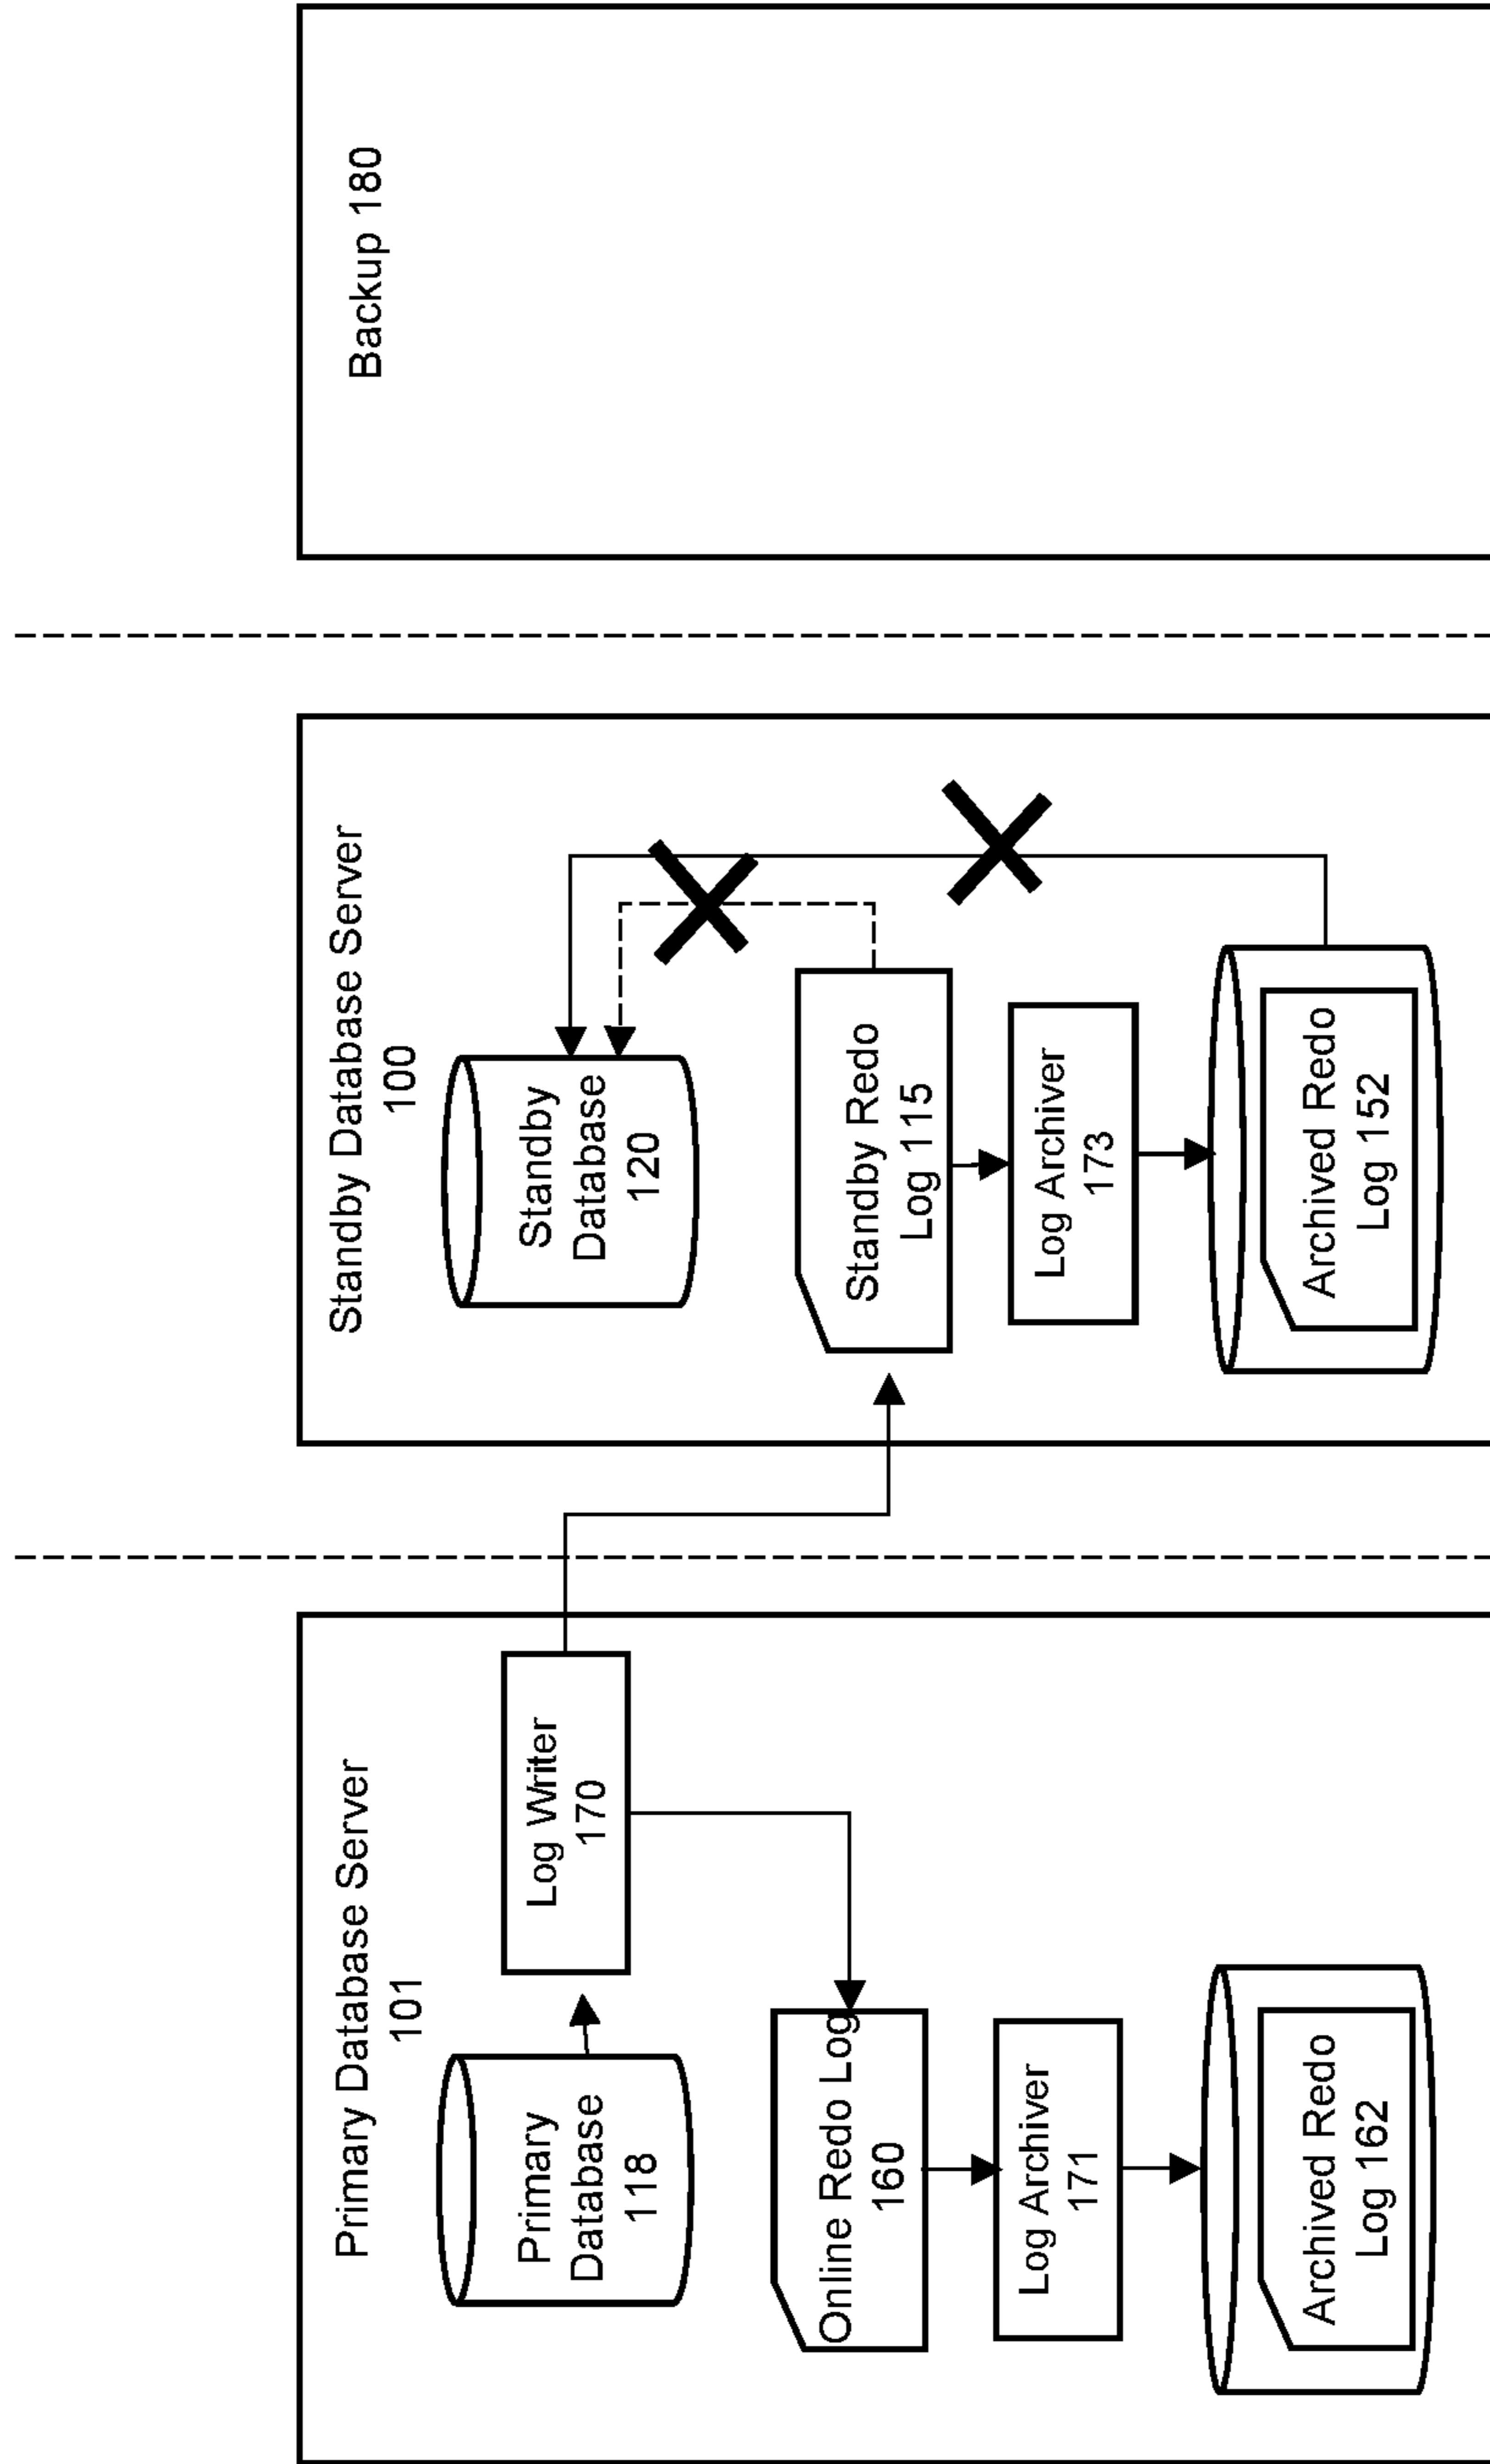 Primary Database Server
101
Primary
Database
118
Log Writer
170
Online Redo Log
160
Log Archiver
171
Archived Redo
Log 162
Standby Database Server
100
Standby
Database
120
Standby Redo
Log 115
Log Archiver
173
Archived Redo
Log 152
Backup 180